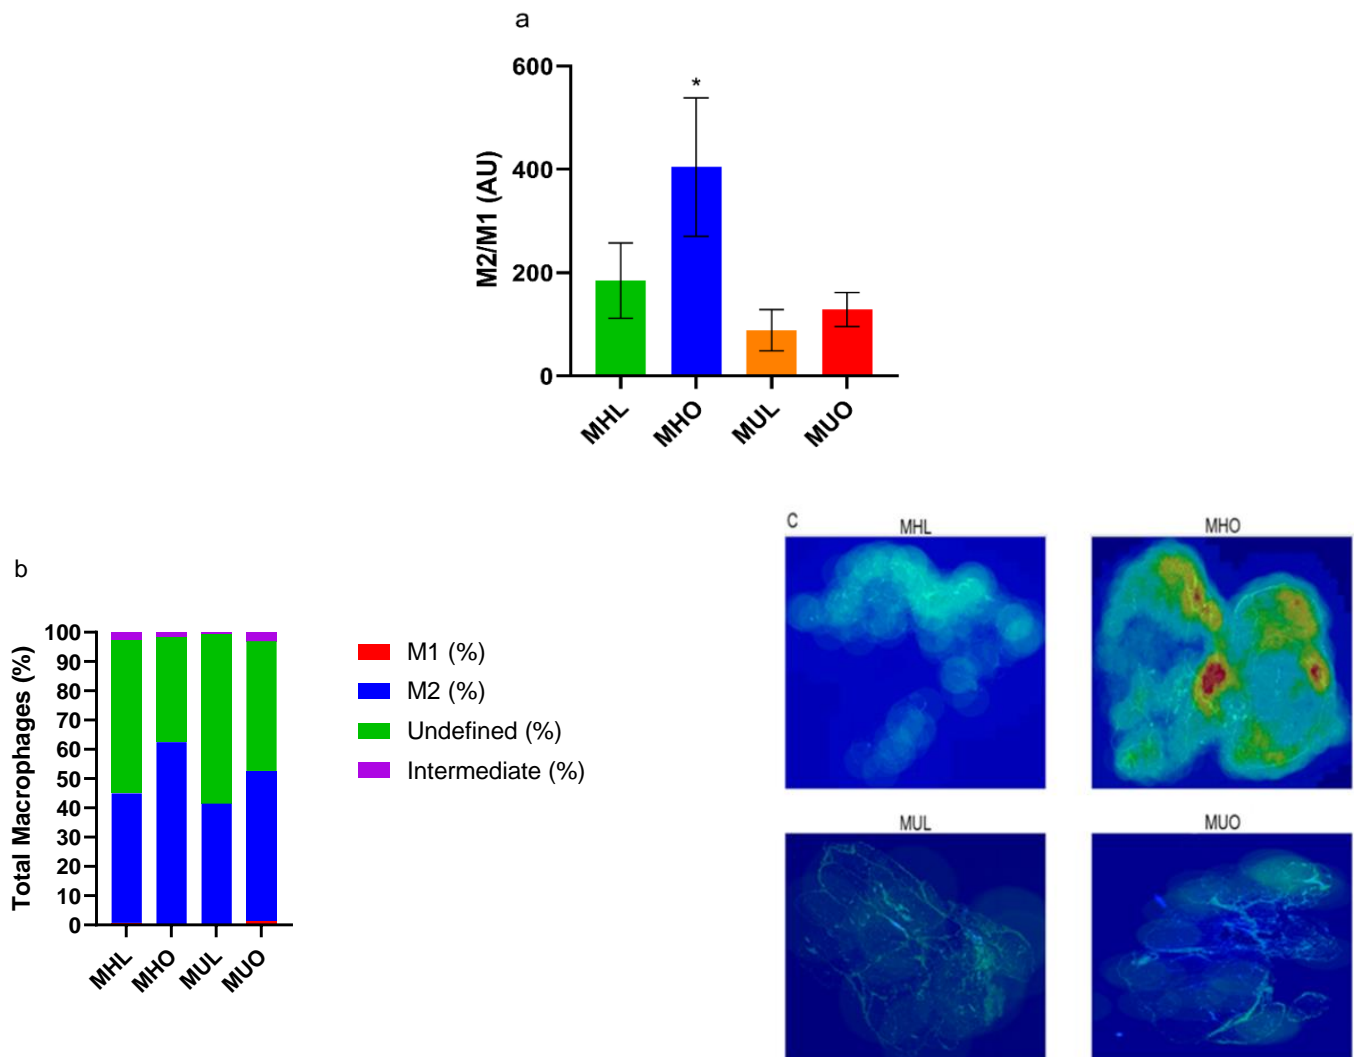 a
600
400
200
0
M2/M1 (AU)
*
MHL
MHO
MUL
MUO
b
100
90
80
70
60
50
40
30
20
10
0
Total Macrophages (%)
MHL
MHO
MUL
MUO
M1 (%)
M2 (%)
Undefined (%)
Intermediate (%)
C
MHL
MHO
MUL
MUO